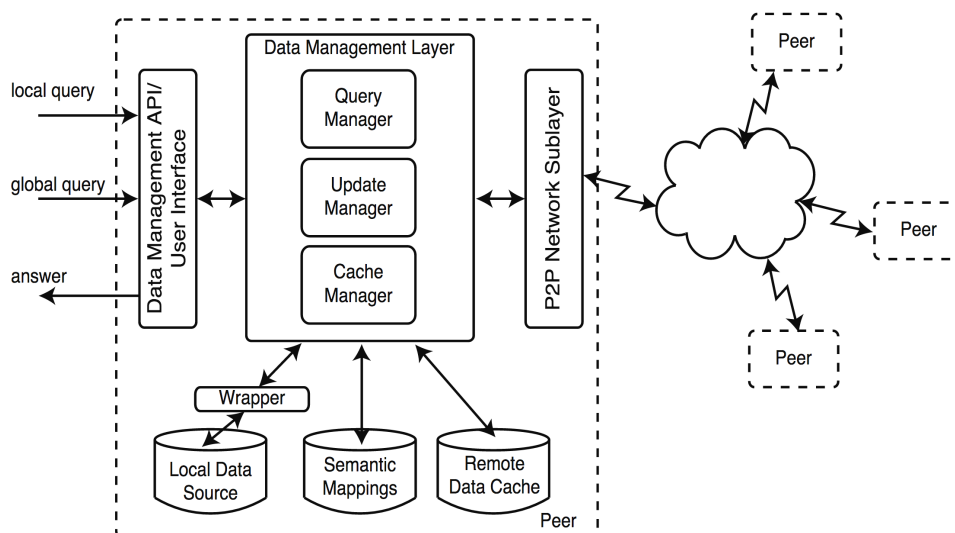 Peer
Data Management Layer
local query
Query
Manager
Data Management API/
User Interface
P2P Network Sublayer
global query
Update
Manager
Peer
answer
Cache
Manager
Peer
Wrapper
Local Data
Source
Semantic
Mappings
Remote
Data Cache
Peer